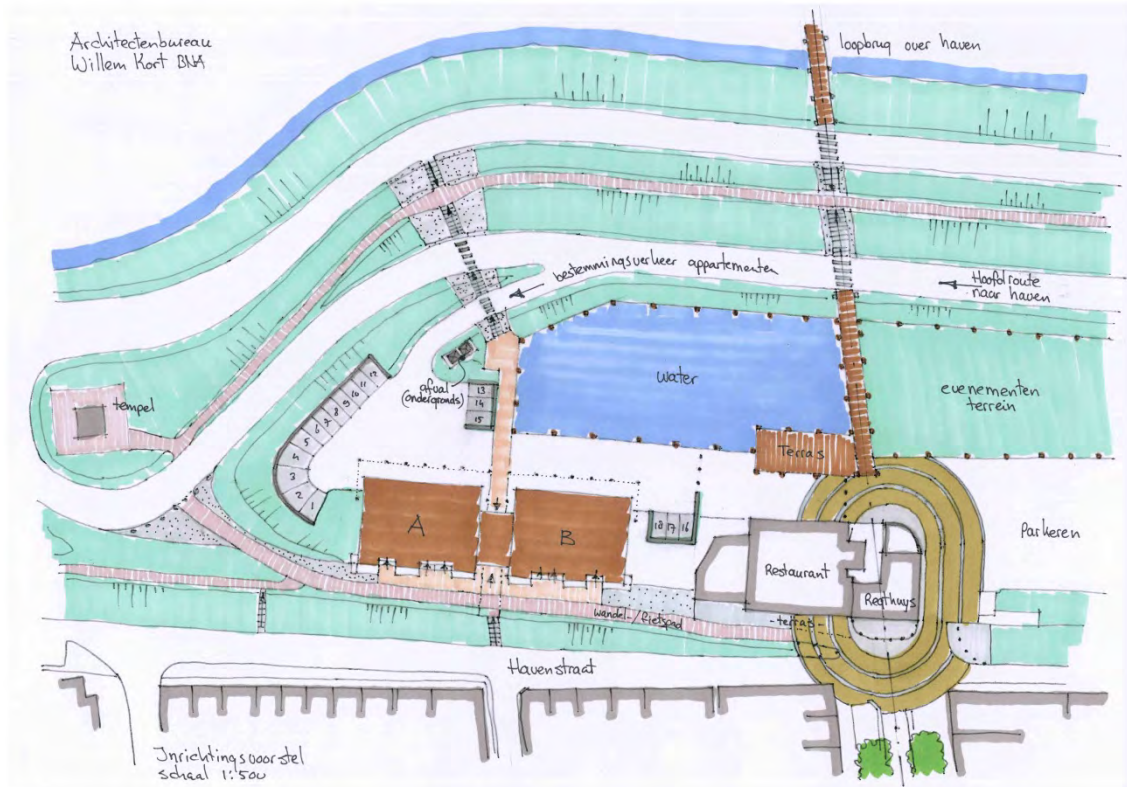 Architectenbureau
Willem Kort BNA
loopbrug over haven
bestemmingsverkeer appartementen
Hoofdroute
naar haven
water
evenementen
terrein
tempel
afval
(ondergronds)
12
11
10
9
8
7
6
5
4
3
2
1
13
14
15
Terras
A
B
18 17 16
Parkeren
Restaurant
Rechthuys
wandel-/fietspad
-terras-
Havenstraat
Inrichtingsvoorstel
schaal 1:500